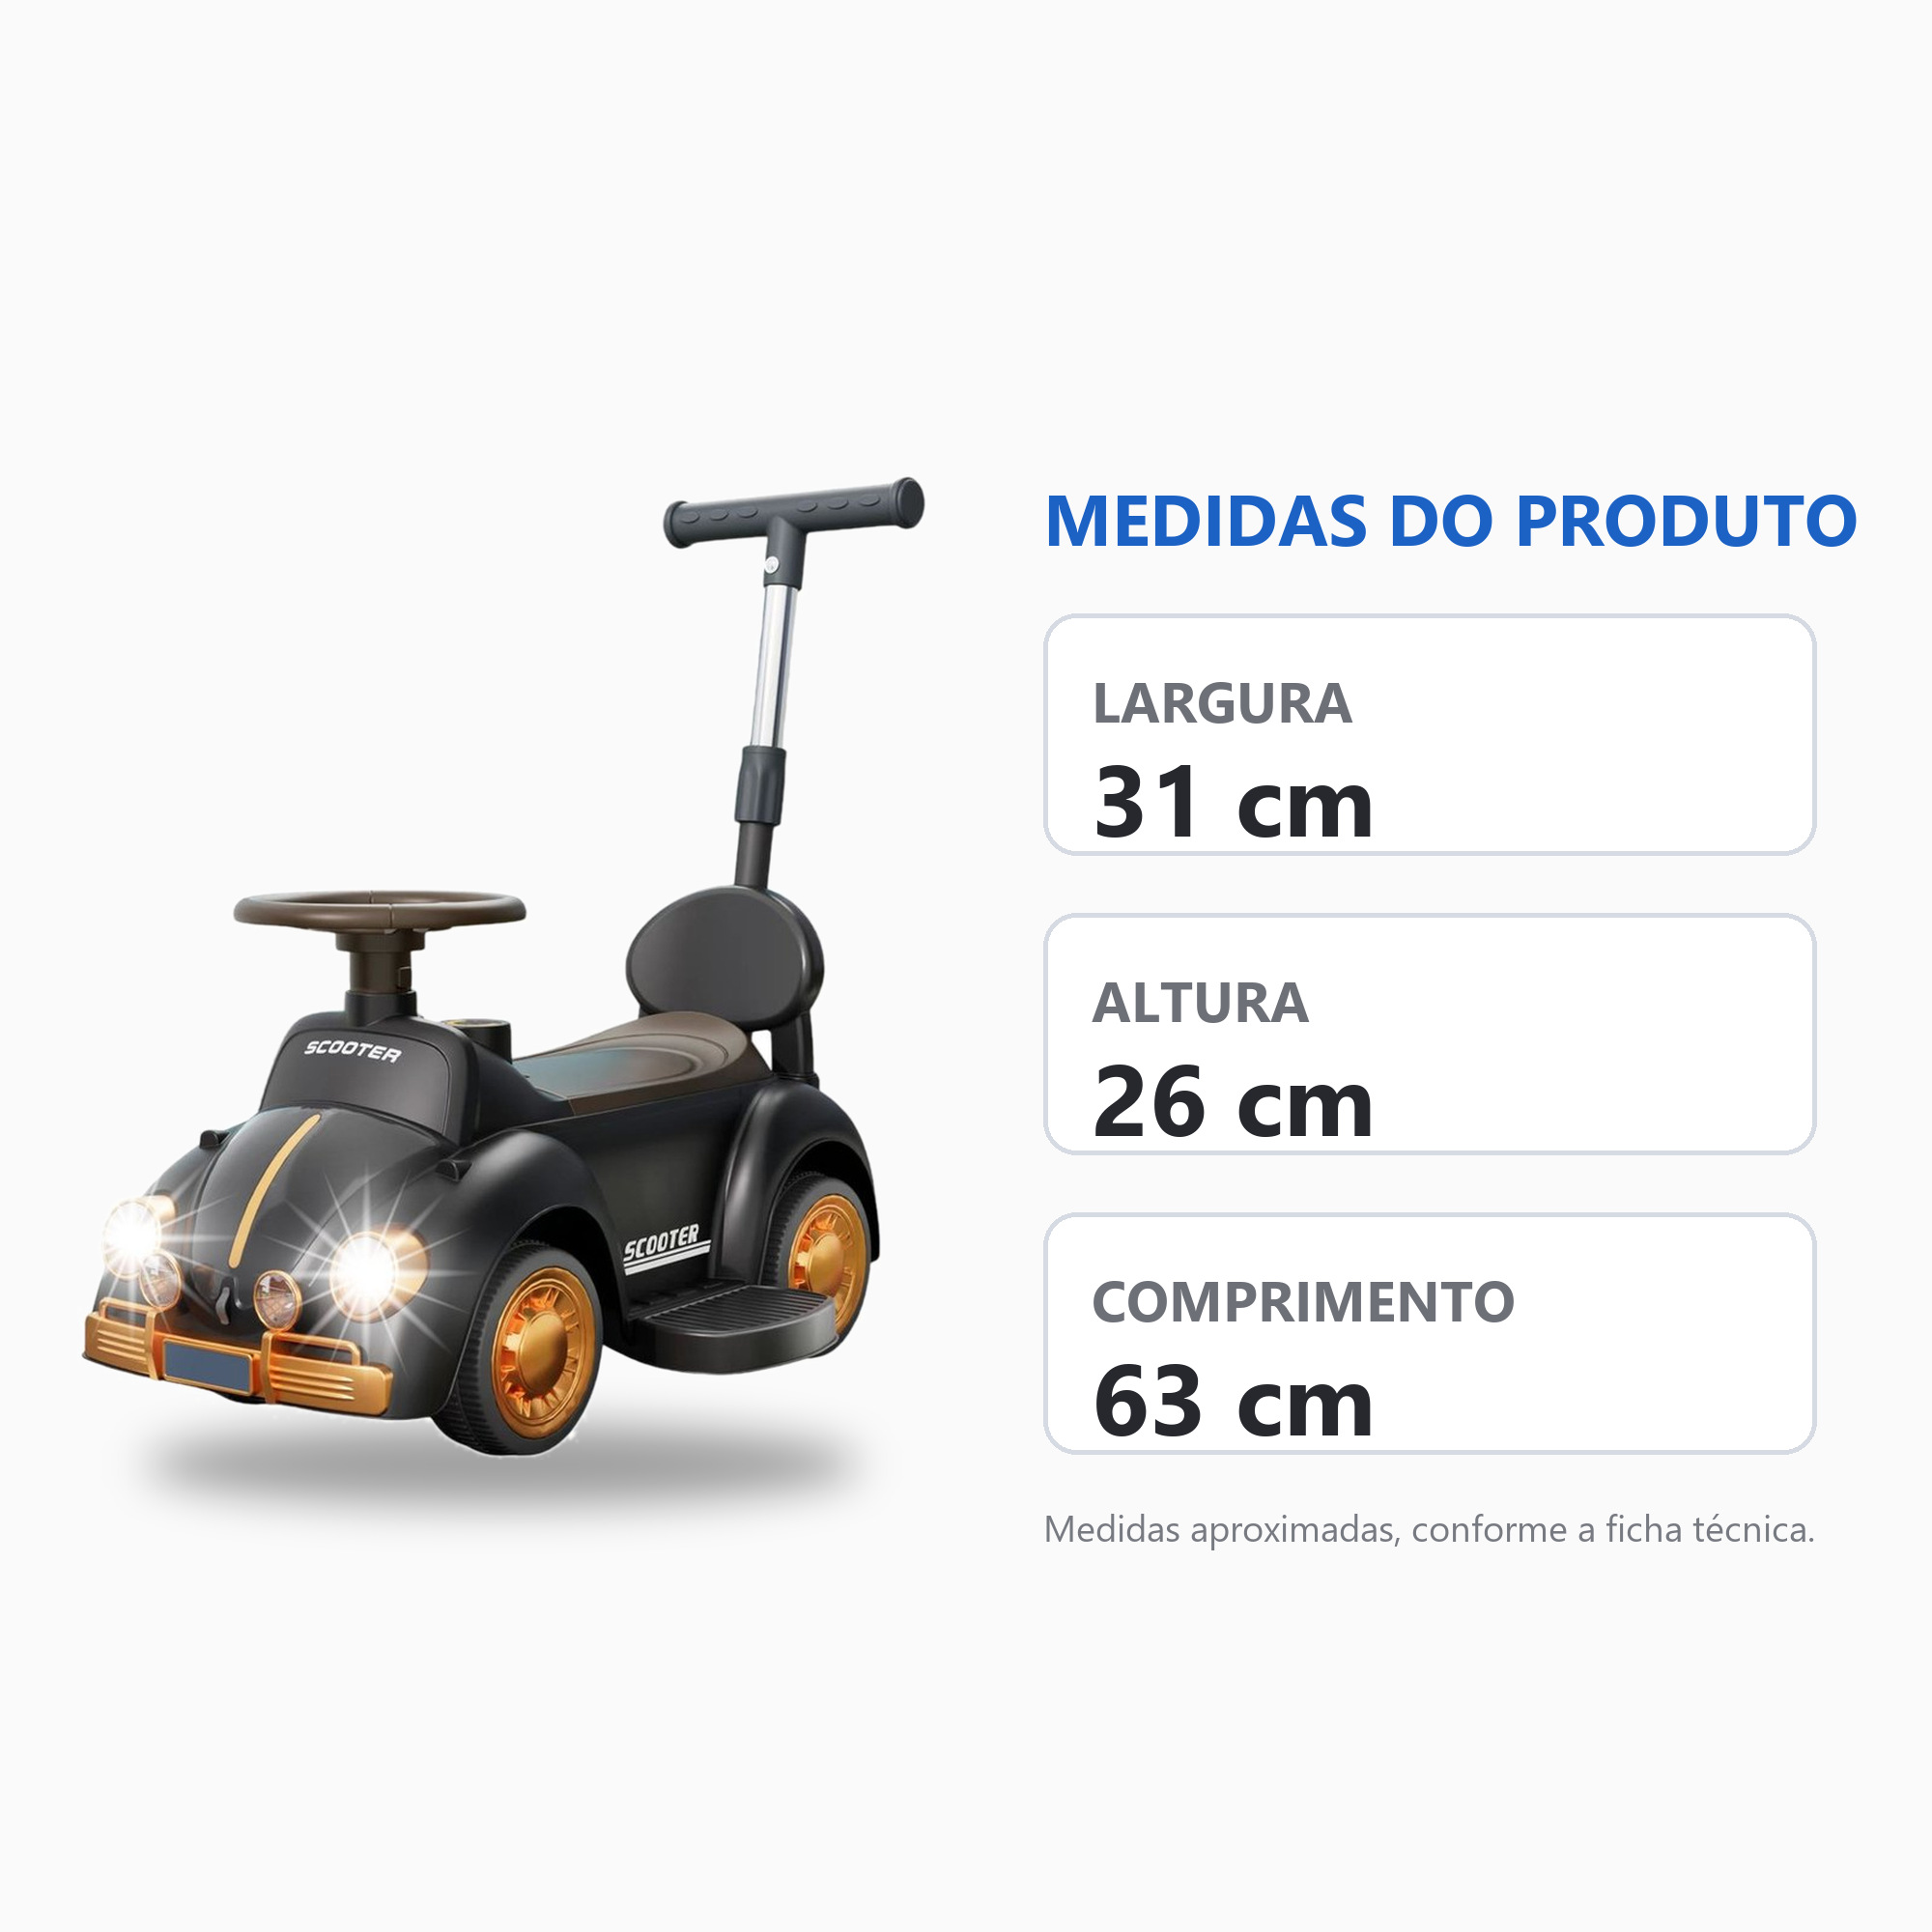 MEDIDAS DO PRODUTO
LARGURA
31 cm
ALTURA
26 cm
COMPRIMENTO
63 cm
Medidas aproximadas, conforme a ficha técnica.
SCOOTER
SCOOTER